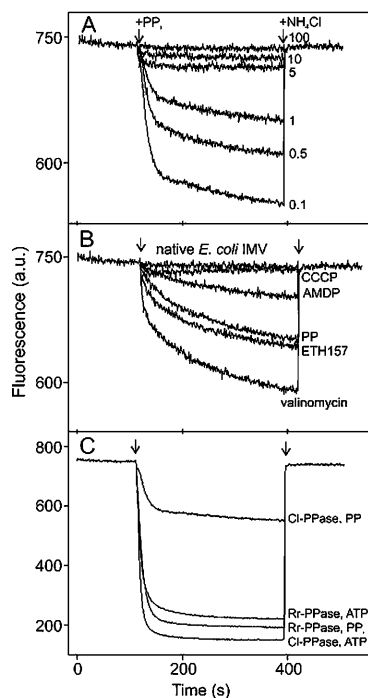 A
+PPᵢ
+NH₄Cl
750
600
100
10
5
1
0.5
0.1
B
native E. coli IMV
750
600
CCCP
AMDP
PP
ETH157
valinomycin
Fluorescence (a.u.)
C
800
600
400
200
Cl-PPase, PP
Rr-PPase, ATP
Rr-PPase, PPᵢ
Cl-PPase, ATP
0
200
400
Time (s)